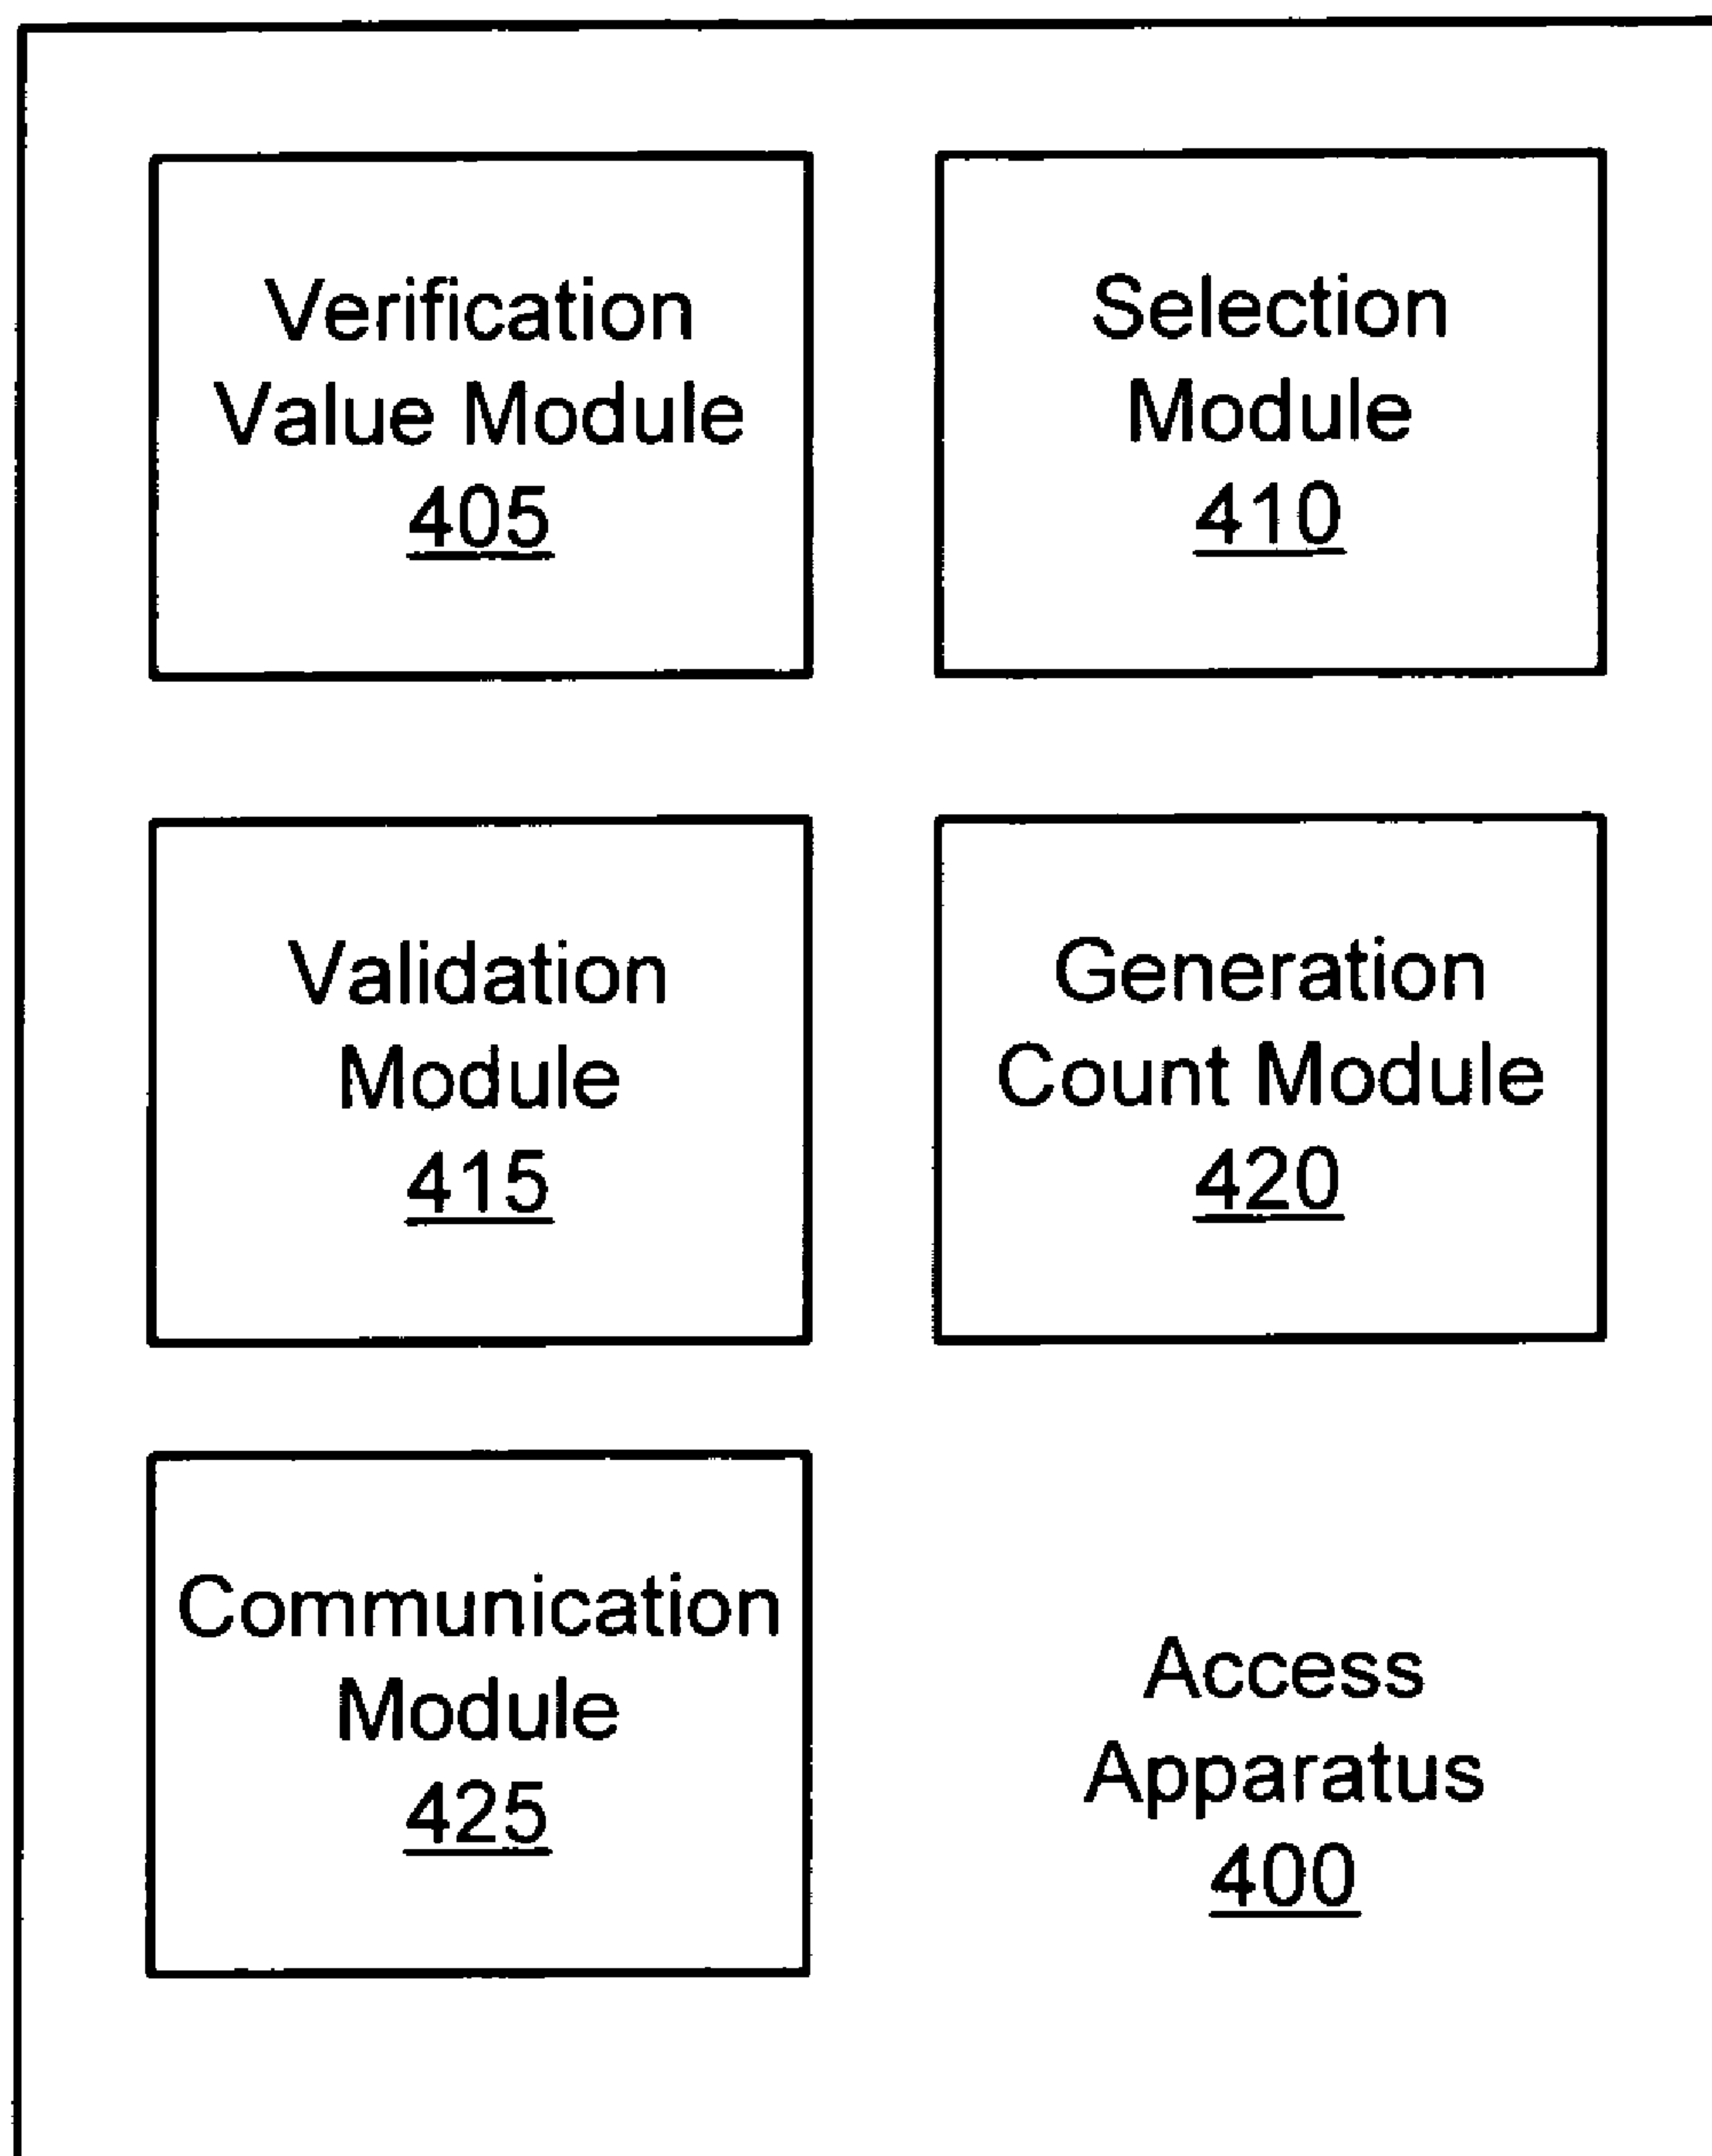 Verification
Value Module
405
Selection
Module
410
Validation
Module
415
Generation
Count Module
420
Communication
Module
425
Access
Apparatus
400